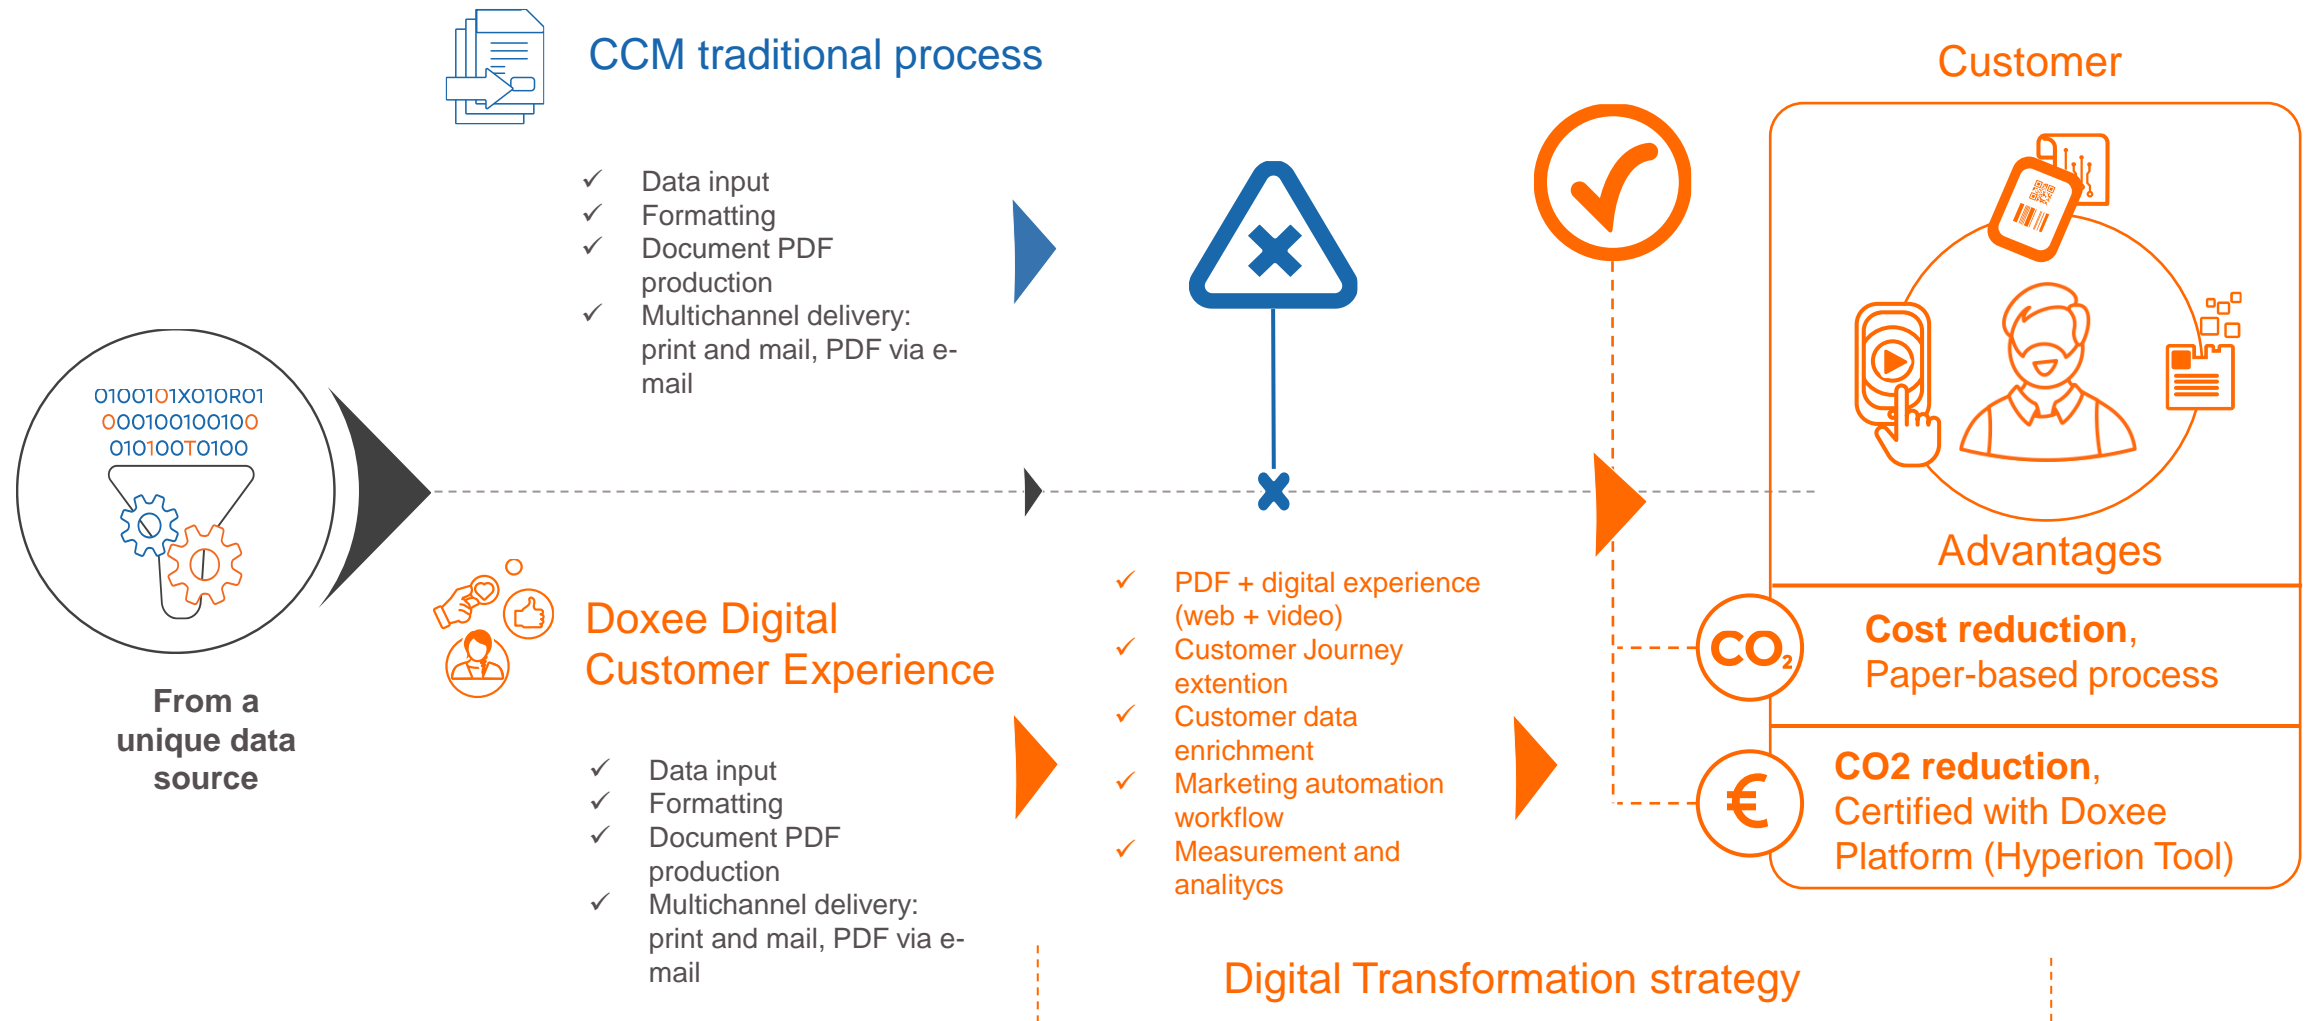 CCM traditional process
Data input
Formatting
Document PDF
production
Multichannel delivery:
print and mail, PDF via e-
mail
0100101X010R01
000100100100
010100T0100
From a
unique data
source
Doxee Digital
Customer Experience
Data input
Formatting
Document PDF
production
Multichannel delivery:
print and mail, PDF via e-
mail
PDF + digital experience
(web + video)
Customer Journey
extention
Customer data
enrichment
Marketing automation
workflow
Measurement and
analitycs
Customer
Advantages
CO2
Cost reduction,
Paper-based process
€
CO2 reduction,
Certified with Doxee
Platform (Hyperion Tool)
Digital Transformation strategy